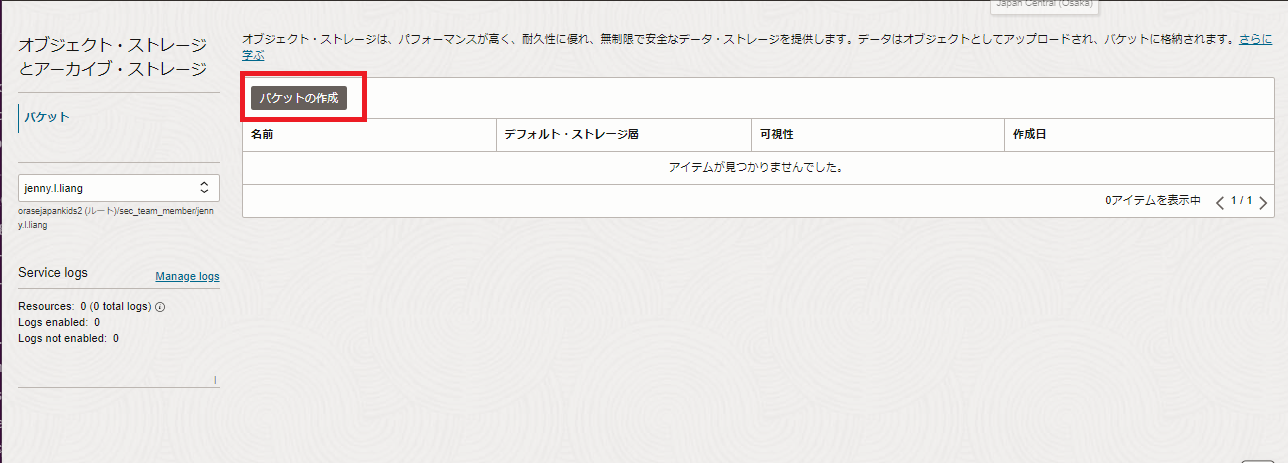 Japan Central (Osaka)
オブジェクト・ストレージ
とアーカイブ・ストレージ
バケット
jenny.l.liang
orasejapankids2 (ルート)/sec_team_member/jenn
y.l.liang
Service logs
Manage logs
Resources: 0 (0 total logs)
Logs enabled: 0
Logs not enabled: 0
オブジェクト・ストレージは、パフォーマンスが高く、耐久性に優れ、無制限で安全なデータ・ストレージを提供します。データはオブジェクトとしてアップロードされ、バケットに格納されます。さらに
学ぶ
バケットの作成
名前 デフォルト・ストレージ層 可視性 作成日
アイテムが見つかりませんでした。
0アイテムを表示中 1 / 1